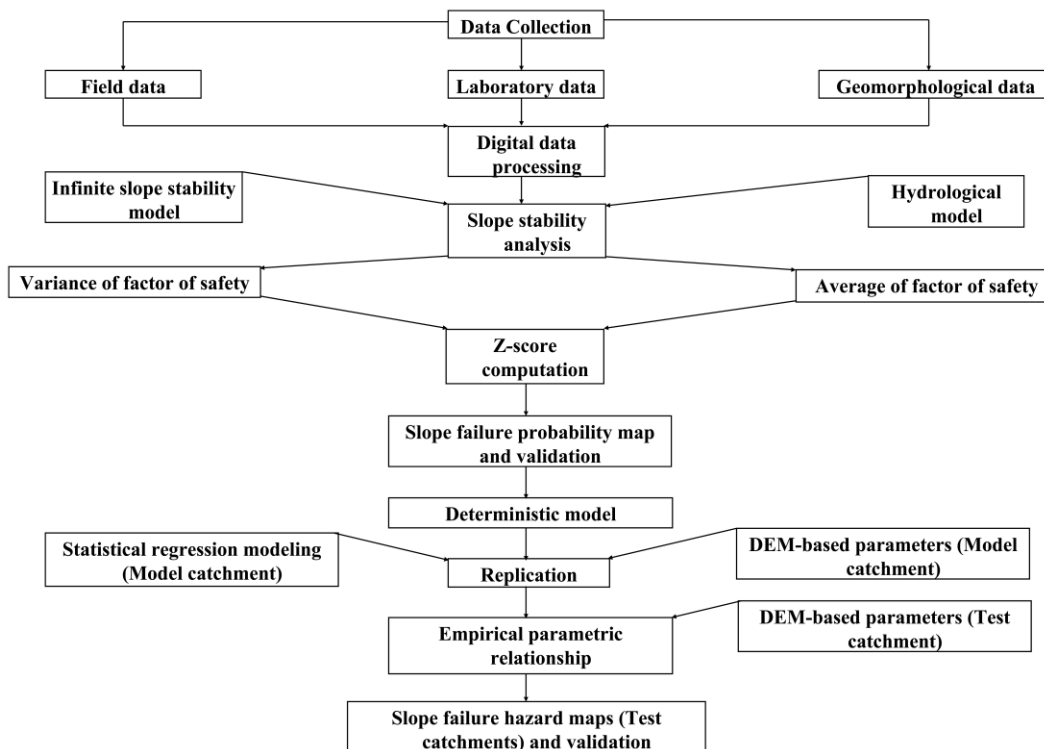 Data Collection
Field data
Laboratory data
Geomorphological data
Digital data
processing
Infinite slope stability
model
Hydrological
model
Slope stability
analysis
Variance of factor of safety
Average of factor of safety
Z-score
computation
Slope failure probability map
and validation
Deterministic model
Statistical regression modeling
(Model catchment)
DEM-based parameters (Model
catchment)
Replication
DEM-based parameters (Test
catchment)
Empirical parametric
relationship
Slope failure hazard maps (Test
catchments) and validation